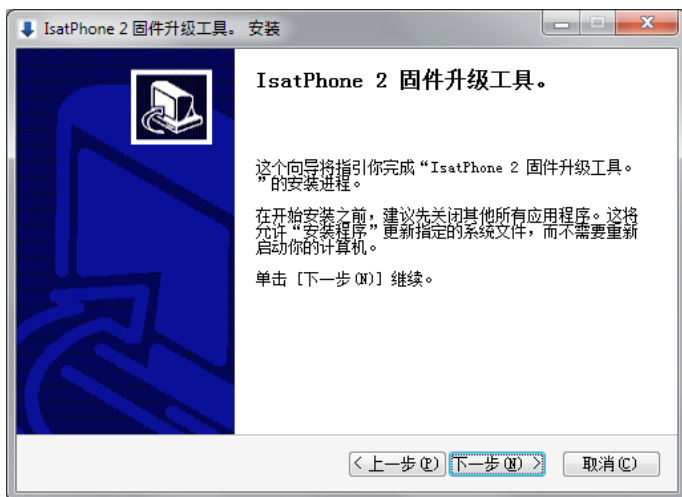 IsatPhone 2 固件升级工具。 安装
IsatPhone 2 固件升级工具。
这个向导将指引你完成“IsatPhone 2 固件升级工具。
”的安装进程。
在开始安装之前，建议先关闭其他所有应用程序。这将
允许“安装程序”更新指定的系统文件，而不需要重新
启动你的计算机。
单击 [下一步(N)] 继续。
< 上一步(P) 下一步(N) > 取消(C)